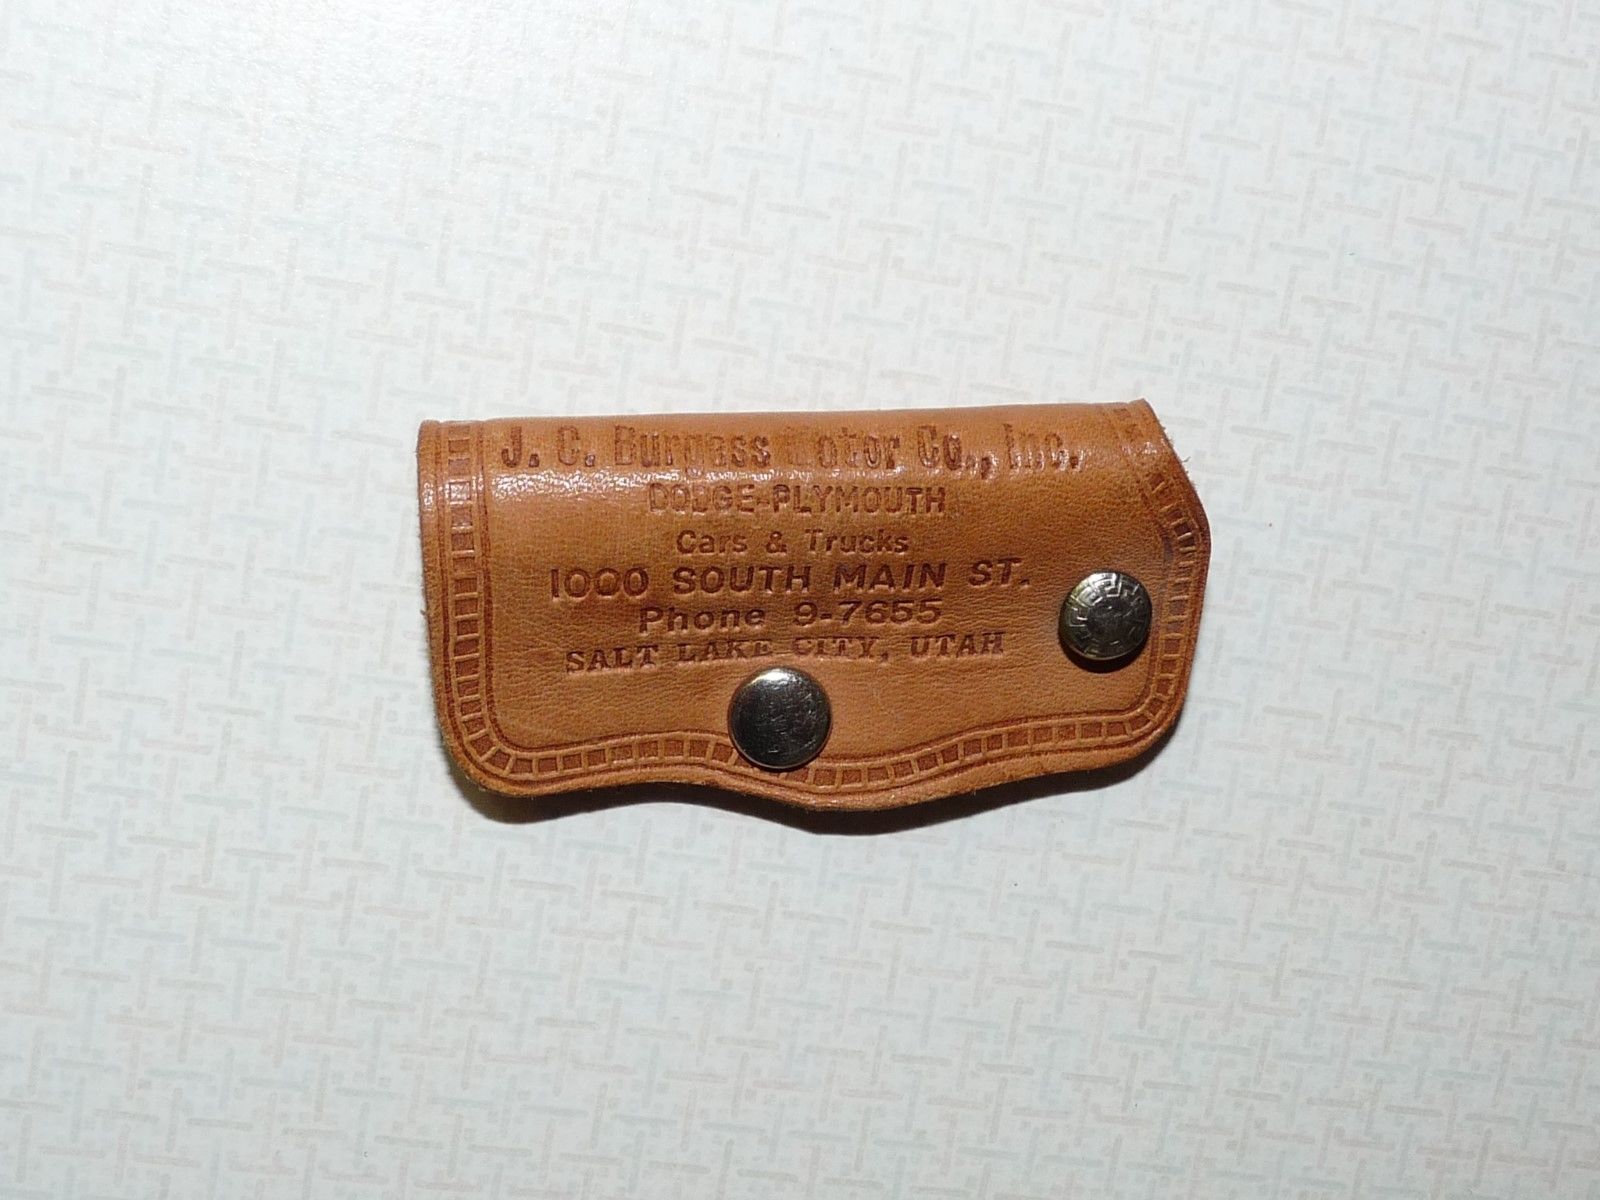 J. C. Burgess Motor Co., Inc.
DODGE-PLYMOUTH
Cars & Trucks
1000 SOUTH MAIN ST.
Phone 9-7655
SALT LAKE CITY, UTAH